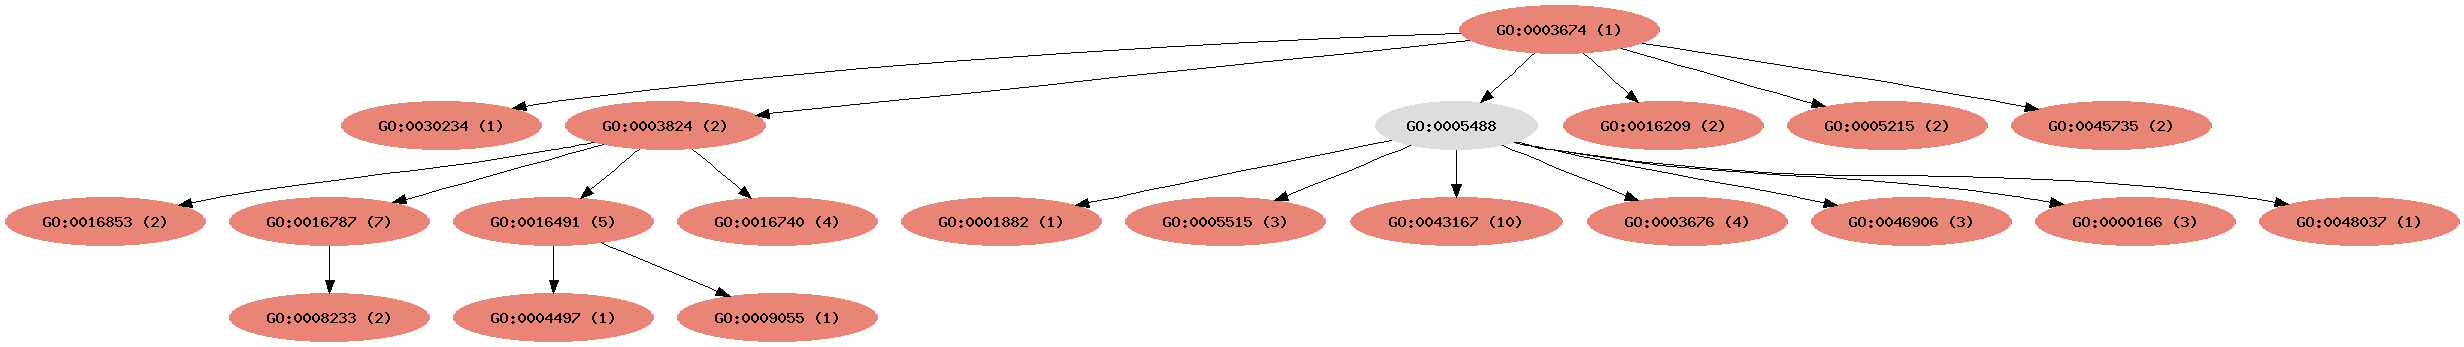 GO:0003674 (1)
GO:0030234 (1)
GO:0003824 (2)
GO:0005488
GO:0016209 (2)
GO:0005215 (2)
GO:0045735 (2)
GO:0016853 (2)
GO:0016787 (7)
GO:0016491 (5)
GO:0016740 (4)
GO:0001882 (1)
GO:0005515 (3)
GO:0043167 (10)
GO:0003676 (4)
GO:0046906 (3)
GO:0000166 (3)
GO:0048037 (1)
GO:0008233 (2)
GO:0004497 (1)
GO:0009055 (1)